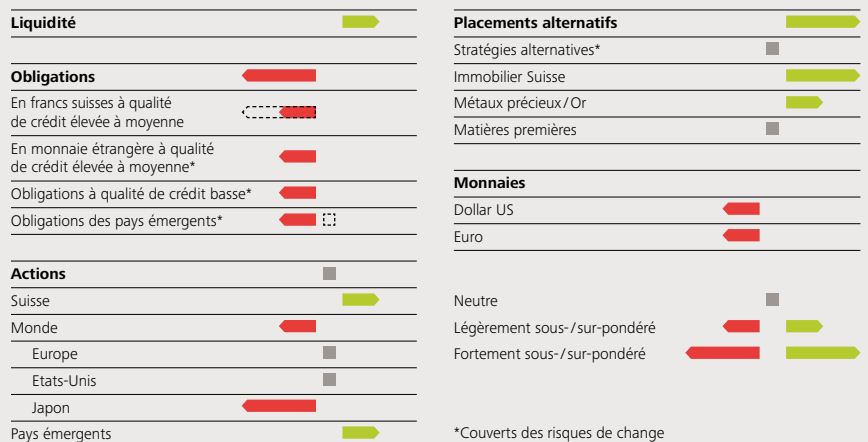 Liquidité
Obligations
En francs suisses à qualité
de crédit élevée à moyenne
En monnaie étrangère à qualité
de crédit élevée à moyenne*
Obligations à qualité de crédit basse*
Obligations des pays émergents*
Actions
Suisse
Monde
Europe
Etats-Unis
Japon
Pays émergents
Placements alternatifs
Stratégies alternatives*
Immobilier Suisse
Métaux précieux/Or
Matières premières
Monnaies
Dollar US
Euro
Neutre
Légèrement sous-/sur-pondéré
Fortement sous-/sur-pondéré
*Couverts des risques de change